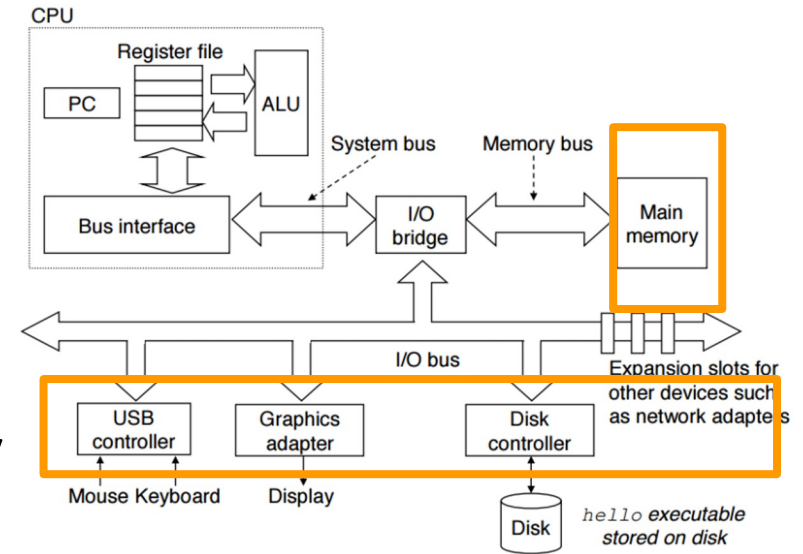 CPU
Register file
PC
ALU
System bus
Memory bus
Bus interface
I/O
bridge
Main
memory
I/O bus
Expansion slots for
other devices such
as network adapters
USB
controller
Graphics
adapter
Disk
controller
Mouse Keyboard
Display
Disk
hello executable
stored on disk